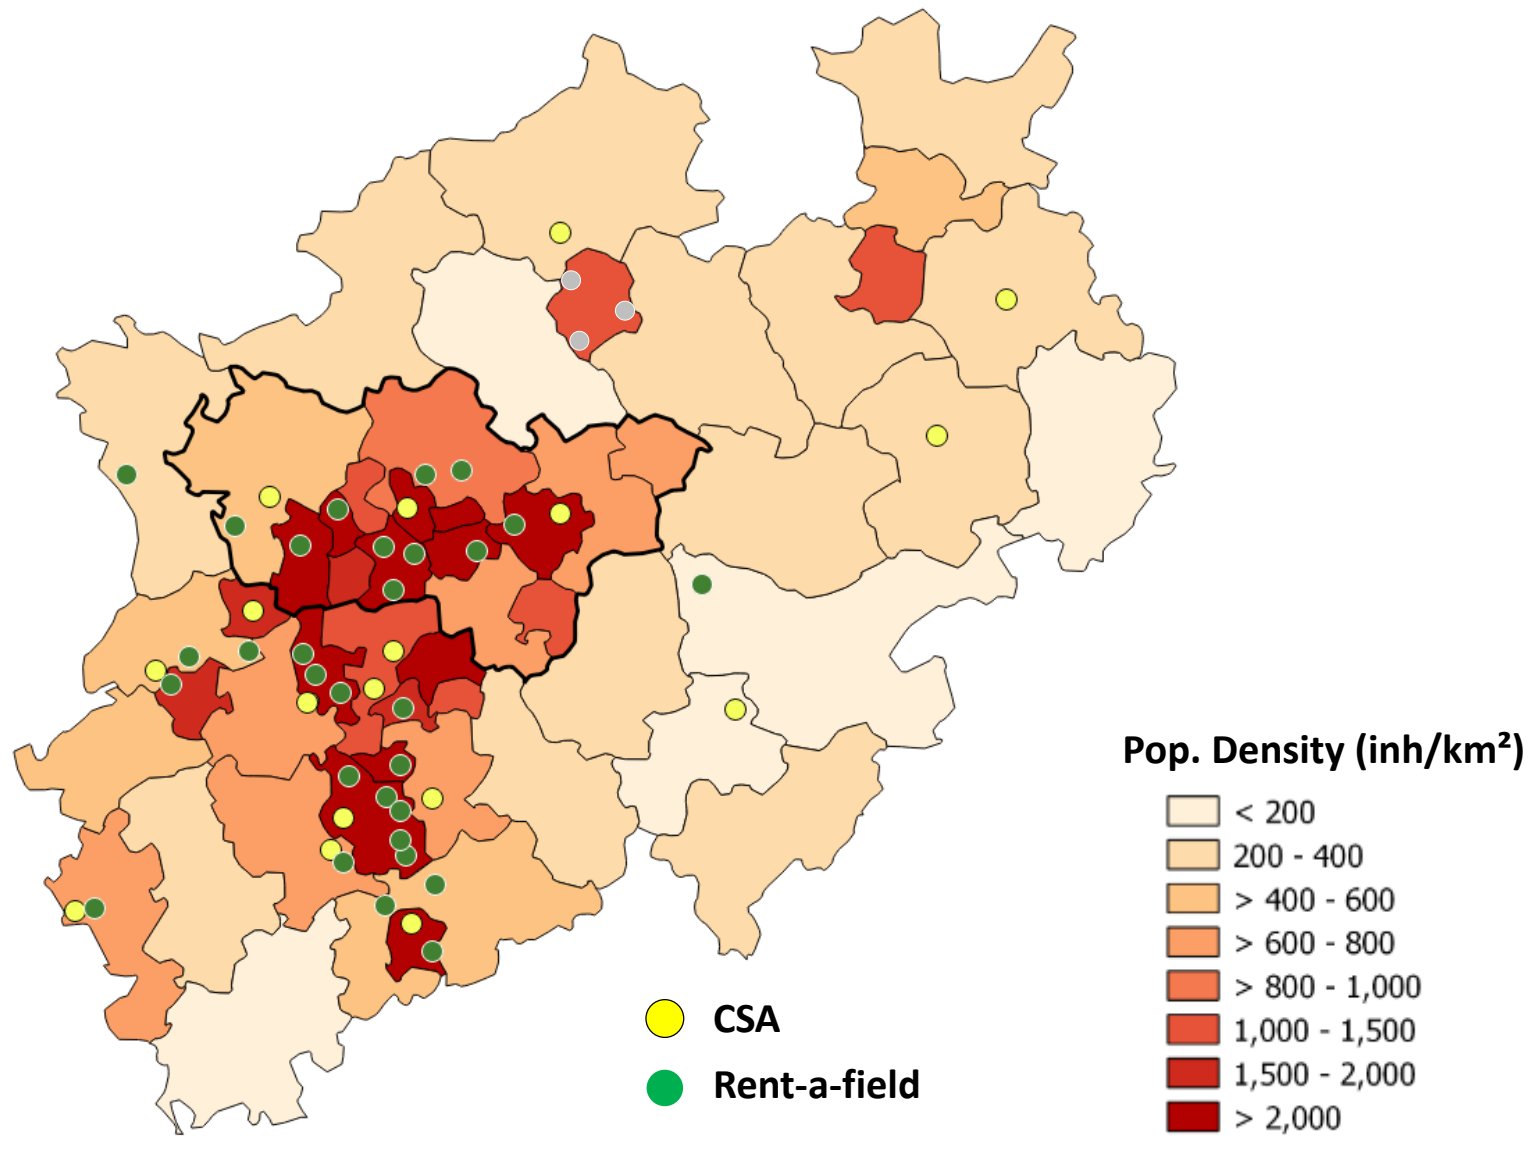 Pop. Density (inh/km²)
< 200
200 - 400
> 400 - 600
> 600 - 800
> 800 - 1,000
1,000 - 1,500
1,500 - 2,000
> 2,000
CSA
Rent-a-field